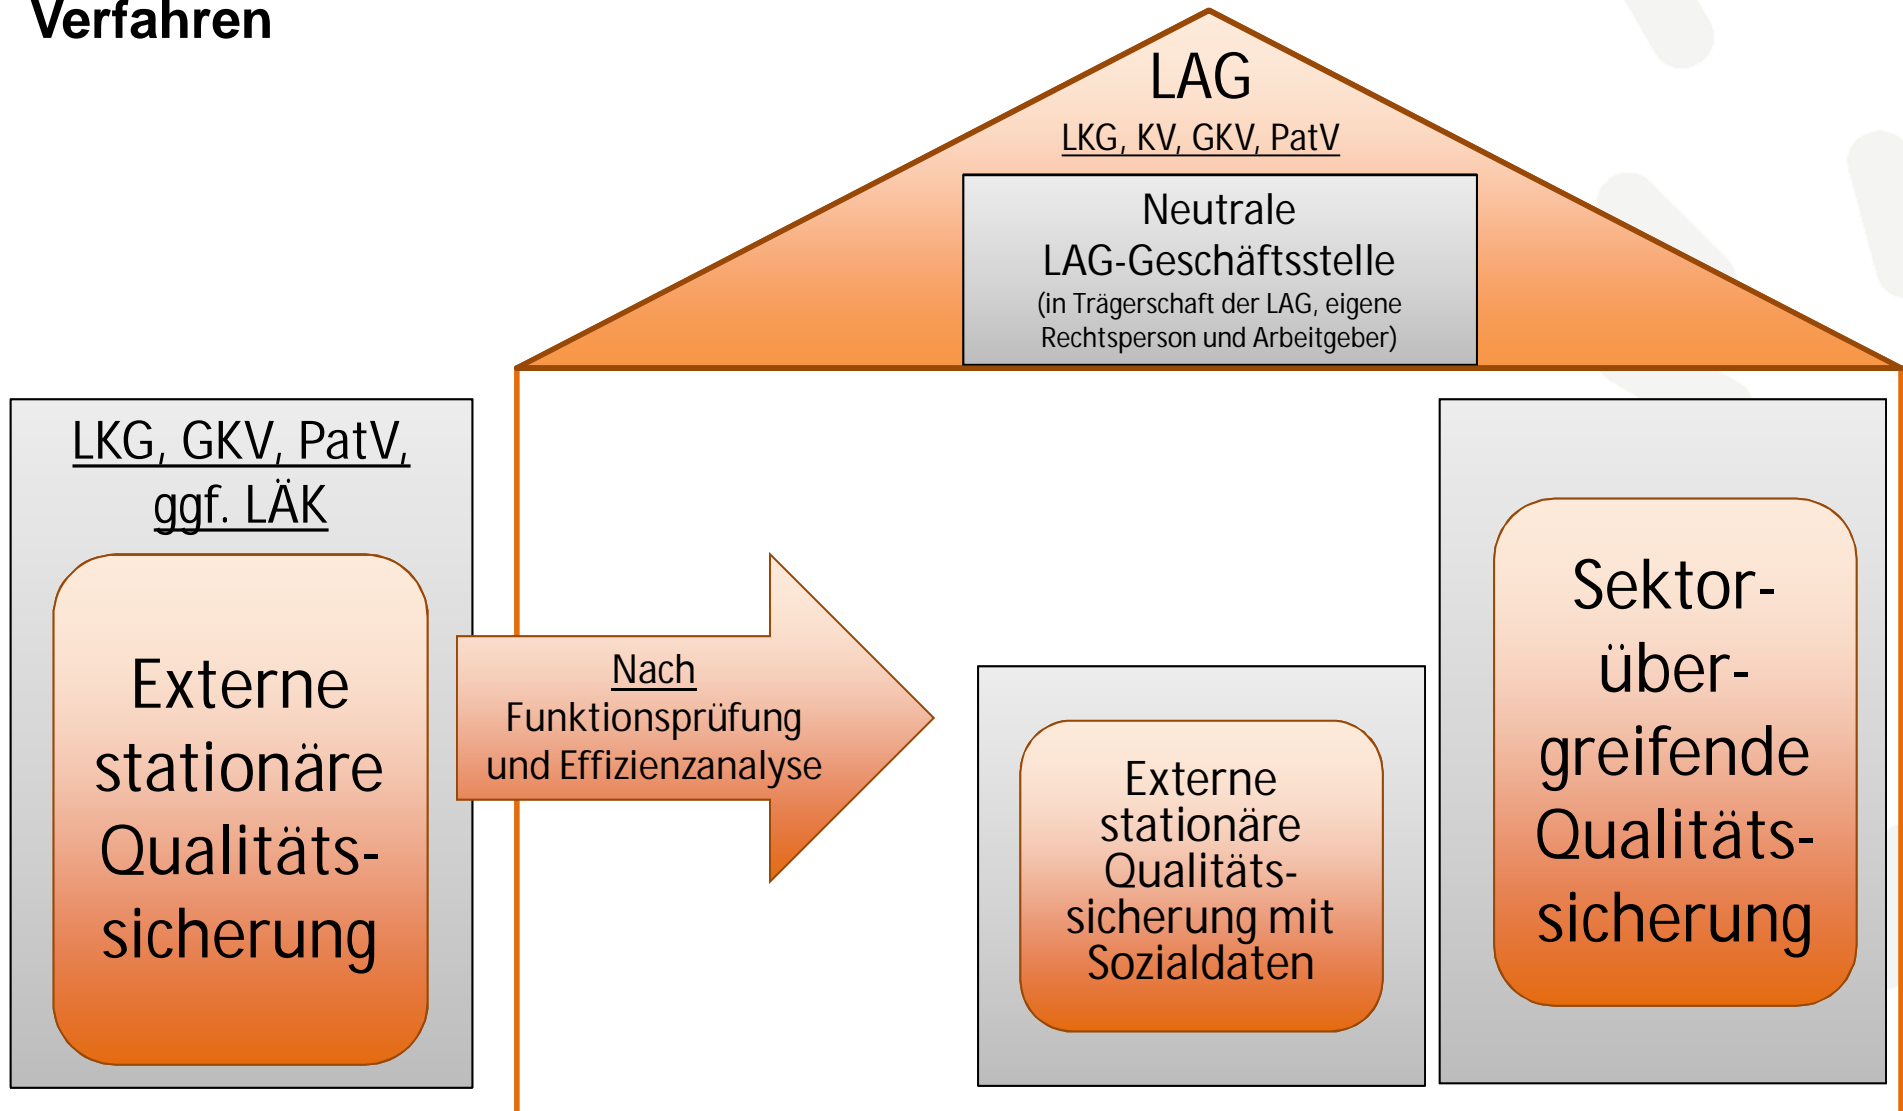 Verfahren
LAG
LKG, KV, GKV, PatV
Neutrale
LAG-Geschäftsstelle
(in Trägerschaft der LAG, eigene
Rechtsperson und Arbeitgeber)
LKG, GKV, PatV,
ggf. LÄK
Externe
stationäre
Qualitäts-
sicherung
Nach
Funktionsprüfung
und Effizienzanalyse
Externe
stationäre
Qualitäts-
sicherung mit
Sozialdaten
Sektor-
über-
greifende
Qualitäts-
sicherung